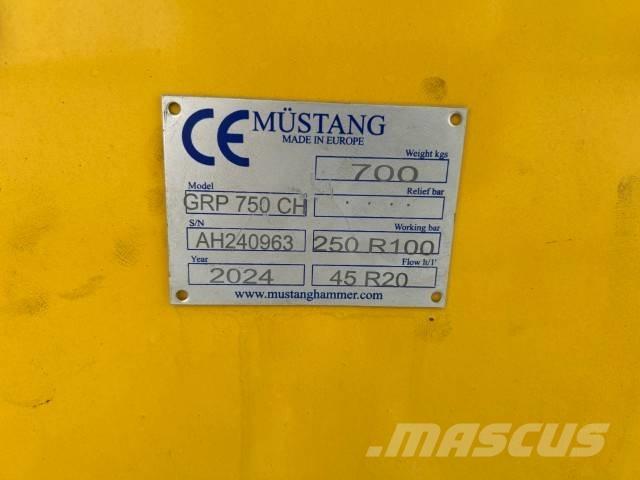 CE MÜSTANG
MADE IN EUROPE
Weight kgs
700
Model
Relief bar
GRP 750 CH
. . . .
S/N
Working bar
AH240963
250 R100
Year
Flow lt/1'
2024
45 R20
www.mustanghammer.com
MASCUS